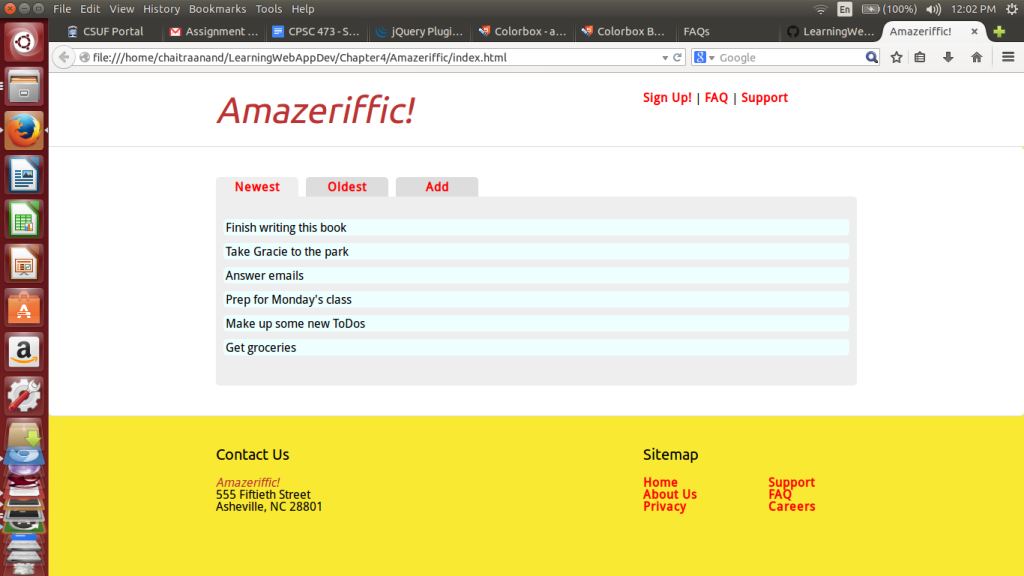 File Edit View History Bookmarks Tools Help
En (100%) 12:02 PM
CSUF Portal Assignment ... CPSC 473 - S... jQuery Plugi... Colorbox - a... Colorbox B... FAQs LearningWe... Amazeriffic!
file:///home/chaitraanand/LearningWebAppDev/Chapter4/Amazeriffic/index.html
Google
Amazeriffic!
Sign Up! | FAQ | Support
Newest Oldest Add
Finish writing this book
Take Gracie to the park
Answer emails
Prep for Monday's class
Make up some new ToDos
Get groceries
Contact Us
Amazeriffic!
555 Fiftieth Street
Asheville, NC 28801
Sitemap
Home Support
About Us FAQ
Privacy Careers